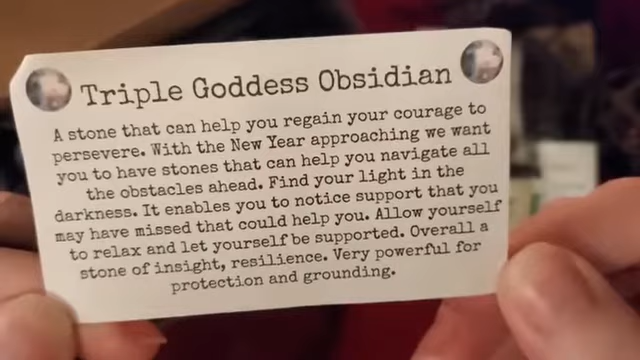 Triple Goddess Obsidian
A stone that can help you regain your courage to
persevere. With the New Year approaching we want
you to have stones that can help you navigate all
the obstacles ahead. Find your light in the
darkness. It enables you to notice support that you
may have missed that could help you. Allow yourself
to relax and let yourself be supported. Overall a
stone of insight, resilience. Very powerful for
protection and grounding.